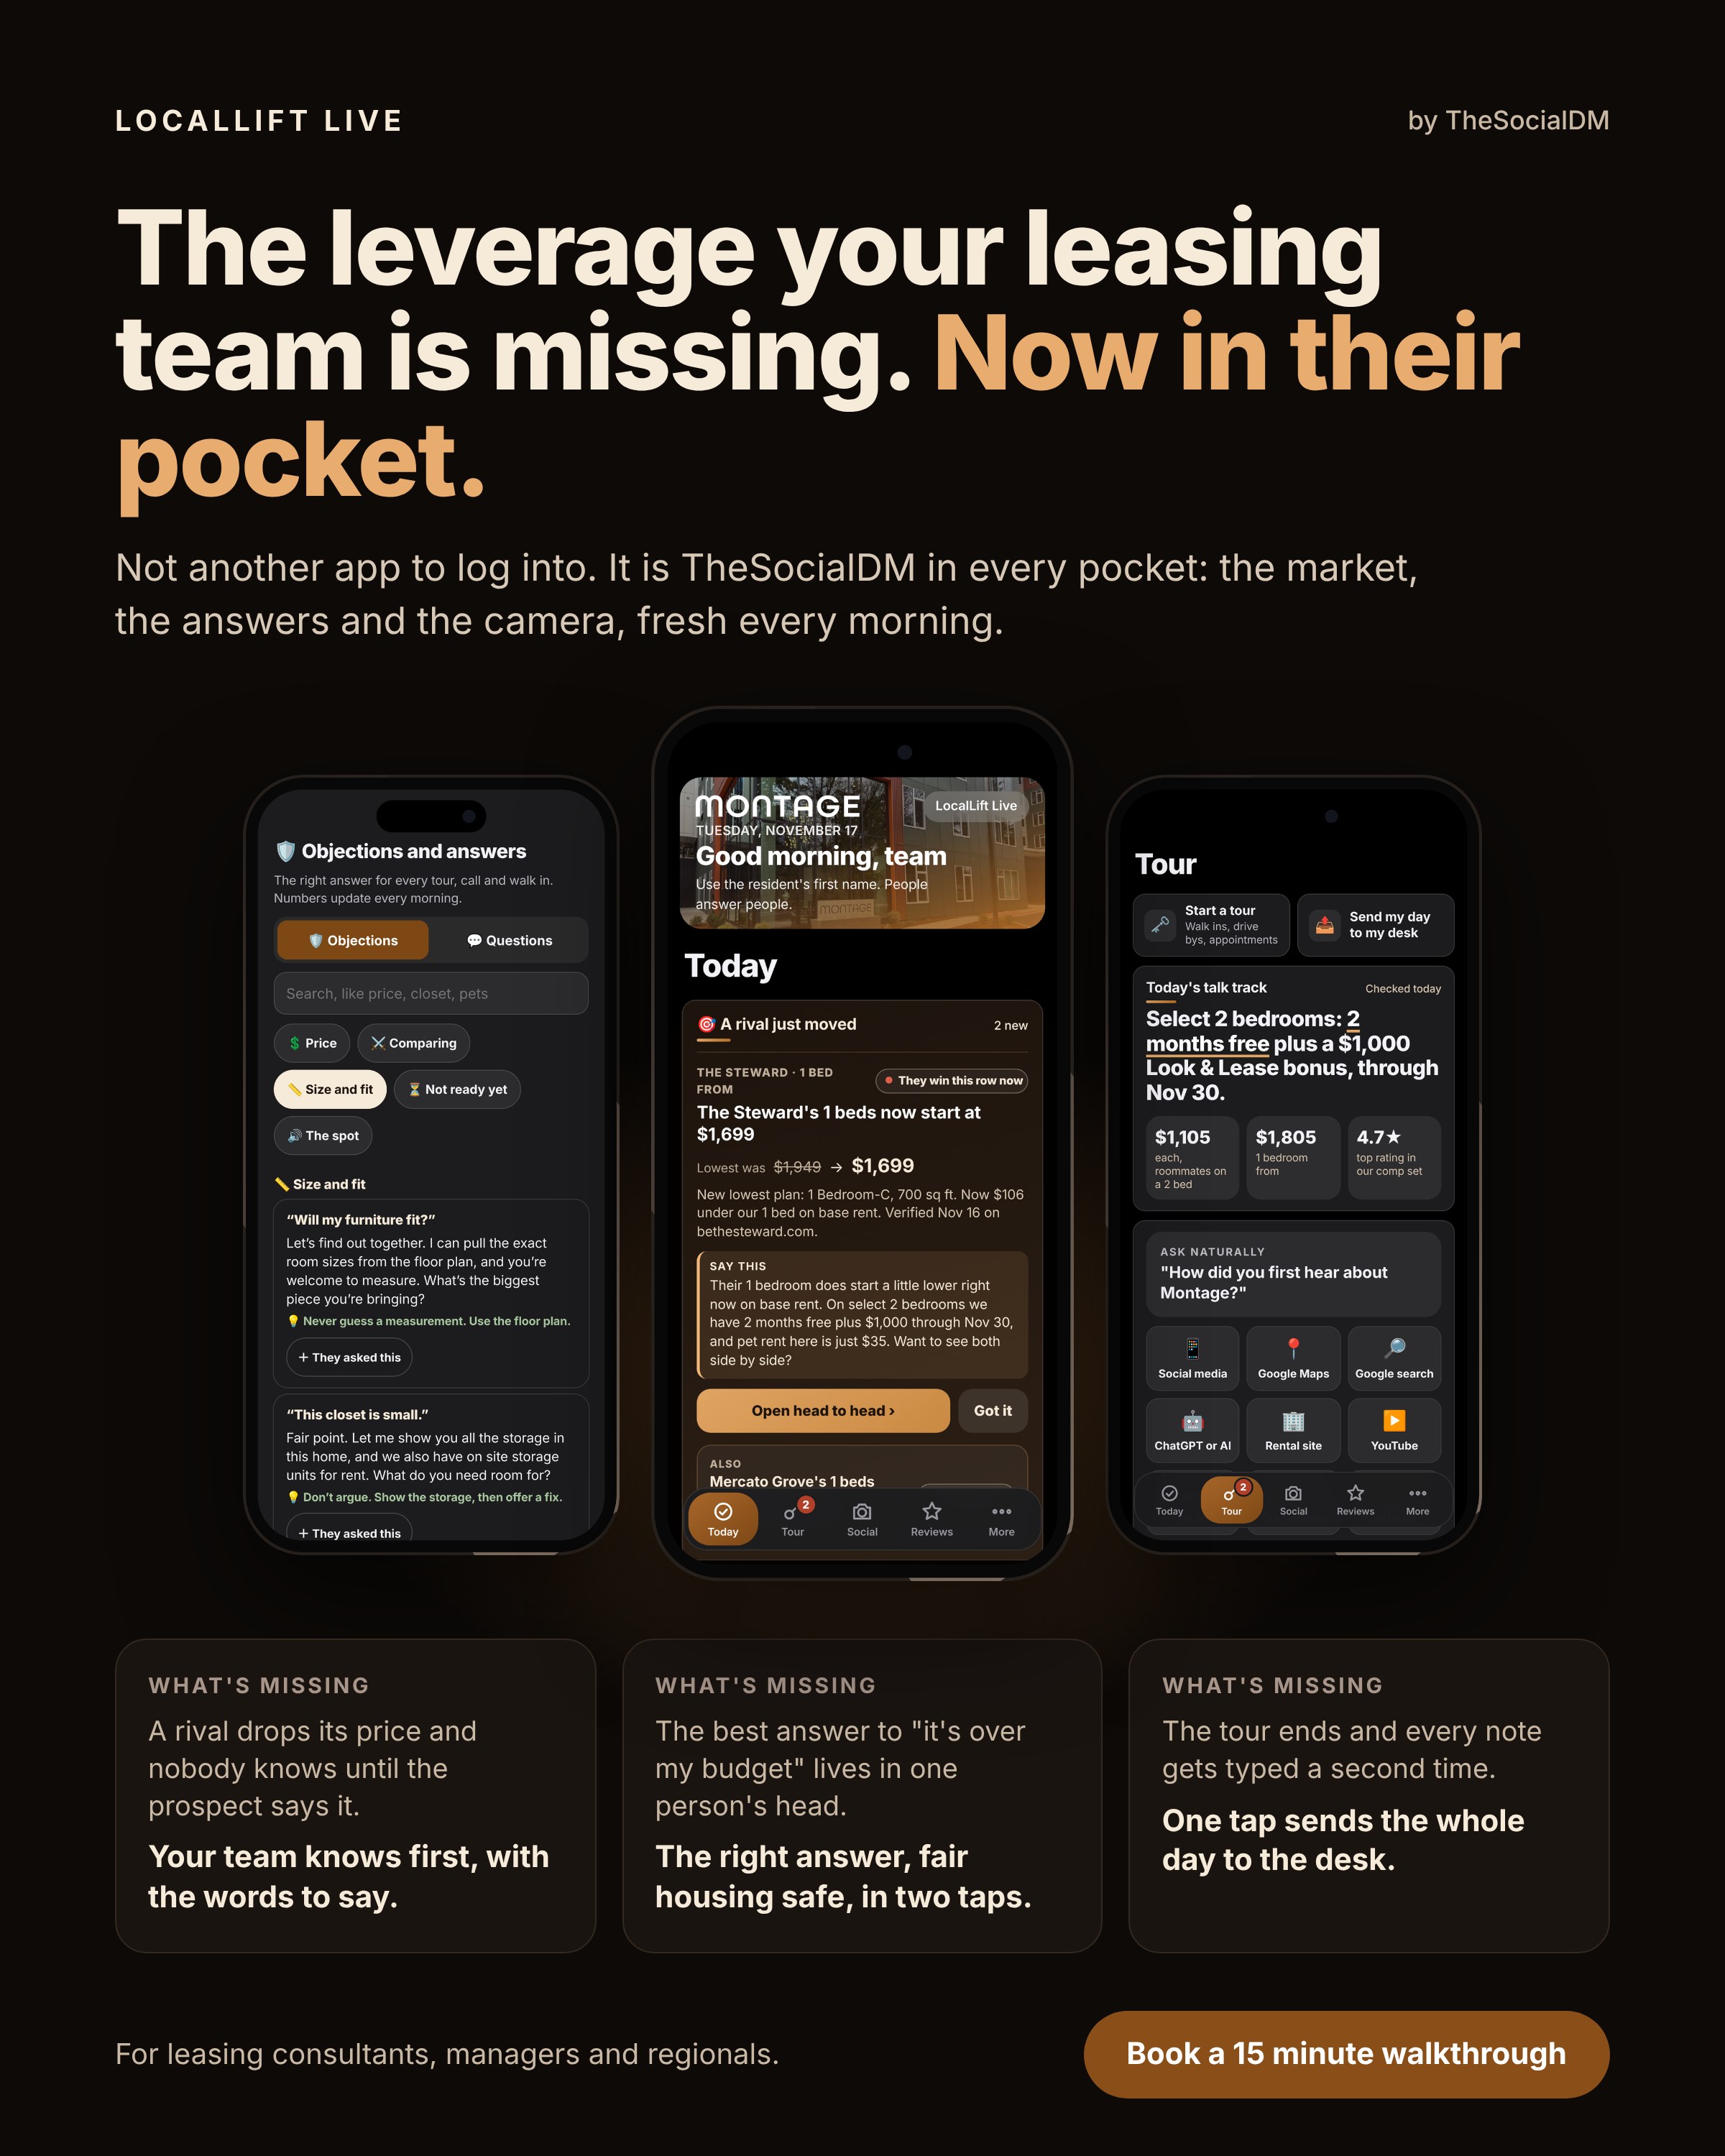 LOCALLIFT LIVE
by TheSocialDM
The leverage your leasing
team is missing. Now in their
pocket.
Not another app to log into. It is TheSocialDM in every pocket: the market,
the answers and the camera, fresh every morning.
Objections and answers
The right answer for every tour, call and walk in.
Numbers update every morning.
Objections
Questions
Search, like price, closet, pets
Price
Comparing
Size and fit
Not ready yet
The spot
Size and fit
“Will my furniture fit?”
Let’s find out together. I can pull the exact
room sizes from the floor plan, and you’re
welcome to measure. What’s the biggest
piece you’re bringing?
Never guess a measurement. Use the floor plan.
+ They asked this
“This closet is small.”
Fair point. Let me show you all the storage in
this home, and we also have on site storage
units for rent. What do you need room for?
Don’t argue. Show the storage, then offer a fix.
+ They asked this
MONTAGE
LocalLift Live
TUESDAY, NOVEMBER 17
Good morning, team
Use the resident's first name. People
answer people.
MONTAGE
Today
A rival just moved
2 new
THE STEWARD · 1 BED
FROM
They win this row now
The Steward's 1 beds now start at
$1,699
Lowest was $1,949 → $1,699
New lowest plan: 1 Bedroom-C, 700 sq ft. Now $106
under our 1 bed on base rent. Verified Nov 16 on
bethesteward.com.
SAY THIS
Their 1 bedroom does start a little lower right
now on base rent. On select 2 bedrooms we
have 2 months free plus $1,000 through Nov 30,
and pet rent here is just $35. Want to see both
side by side?
Open head to head ›
Got it
ALSO
Mercato Grove's 1 beds
Today
2
Tour
Social
Reviews
More
Tour
Start a tour
Walk ins, drive
bys, appointments
Send my day
to my desk
Today's talk track
Checked today
Select 2 bedrooms: 2
months free plus a $1,000
Look & Lease bonus, through
Nov 30.
$1,105
each,
roommates on
a 2 bed
$1,805
1 bedroom
from
4.7★
top rating in
our comp set
ASK NATURALLY
"How did you first hear about
Montage?"
Social media
Google Maps
Google search
ChatGPT or AI
Rental site
YouTube
Today
2
Tour
Social
Reviews
More
WHAT'S MISSING
A rival drops its price and
nobody knows until the
prospect says it.
Your team knows first, with
the words to say.
WHAT'S MISSING
The best answer to "it's over
my budget" lives in one
person's head.
The right answer, fair
housing safe, in two taps.
WHAT'S MISSING
The tour ends and every note
gets typed a second time.
One tap sends the whole
day to the desk.
For leasing consultants, managers and regionals.
Book a 15 minute walkthrough